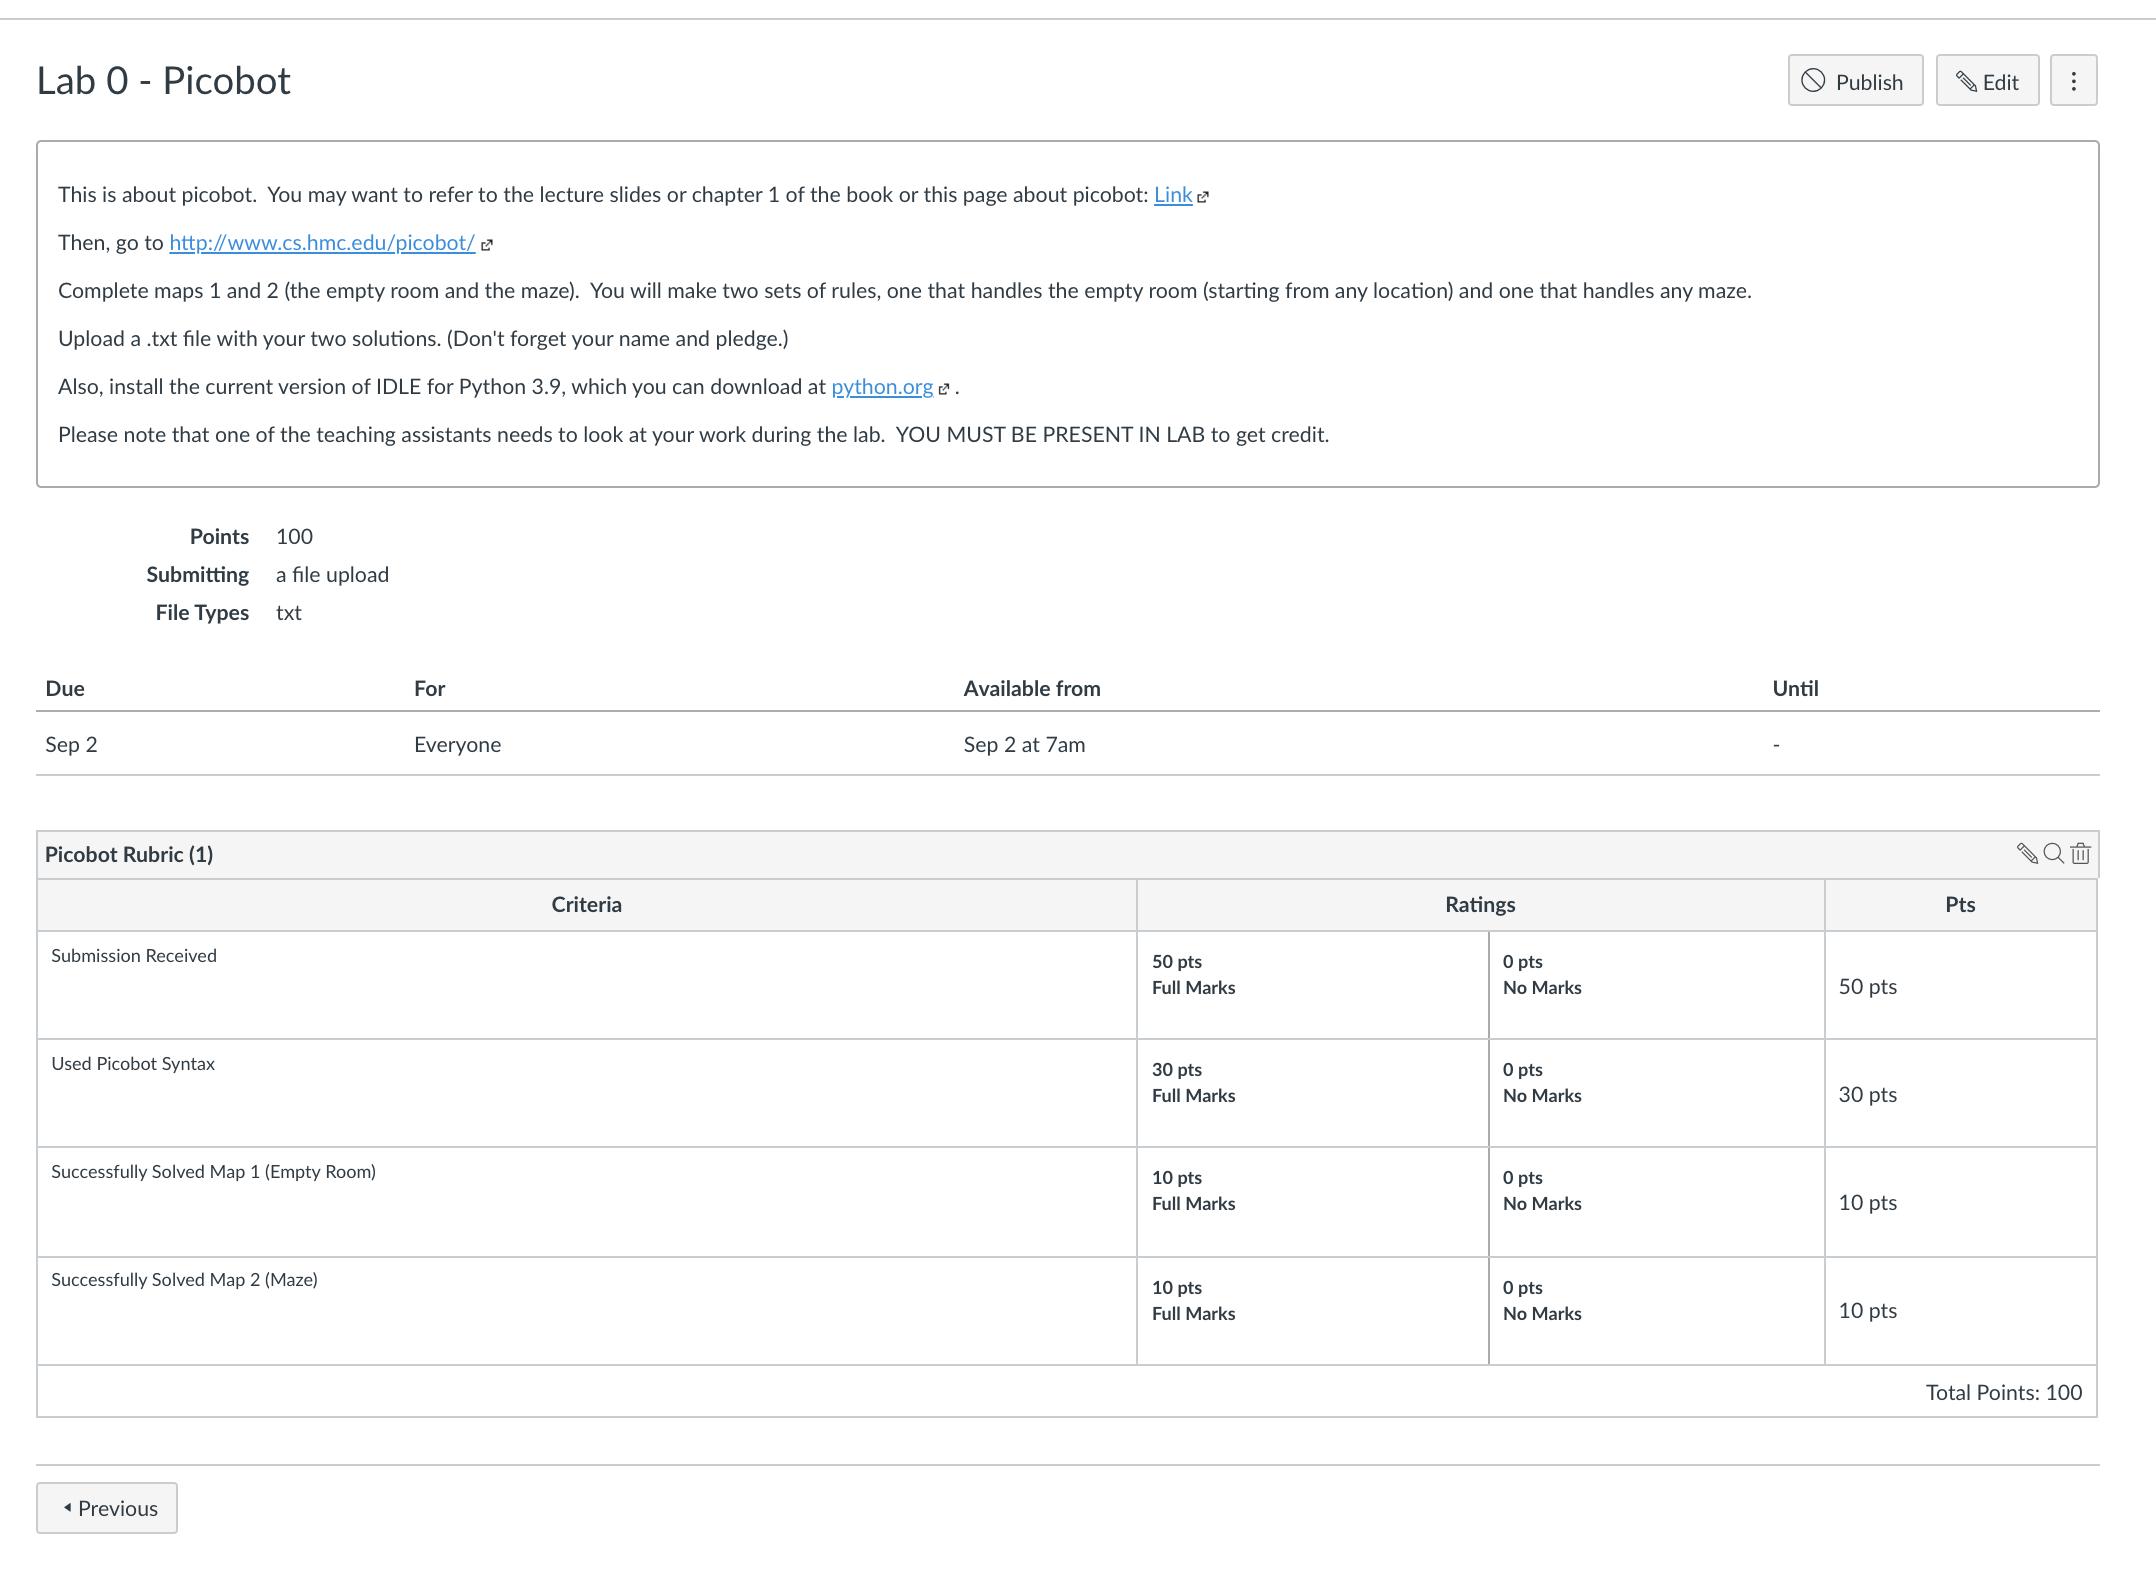 Lab 0 - Picobot
Publish
Edit
This is about picobot.  You may want to refer to the lecture slides or chapter 1 of the book or this page about picobot: Link
Then, go to http://www.cs.hmc.edu/picobot/
Complete maps 1 and 2 (the empty room and the maze).  You will make two sets of rules, one that handles the empty room (starting from any location) and one that handles any maze.
Upload a .txt file with your two solutions. (Don't forget your name and pledge.)
Also, install the current version of IDLE for Python 3.9, which you can download at python.org .
Please note that one of the teaching assistants needs to look at your work during the lab.  YOU MUST BE PRESENT IN LAB to get credit.
Points 100
Submitting a file upload
File Types txt
Due For Available from Until
Sep 2 Everyone Sep 2 at 7am -
Picobot Rubric (1)
Criteria Ratings Pts
Submission Received
50 pts 0 pts
Full Marks No Marks
50 pts
Used Picobot Syntax
30 pts 0 pts
Full Marks No Marks
30 pts
Successfully Solved Map 1 (Empty Room)
10 pts 0 pts
Full Marks No Marks
10 pts
Successfully Solved Map 2 (Maze)
10 pts 0 pts
Full Marks No Marks
10 pts
Total Points: 100
Previous